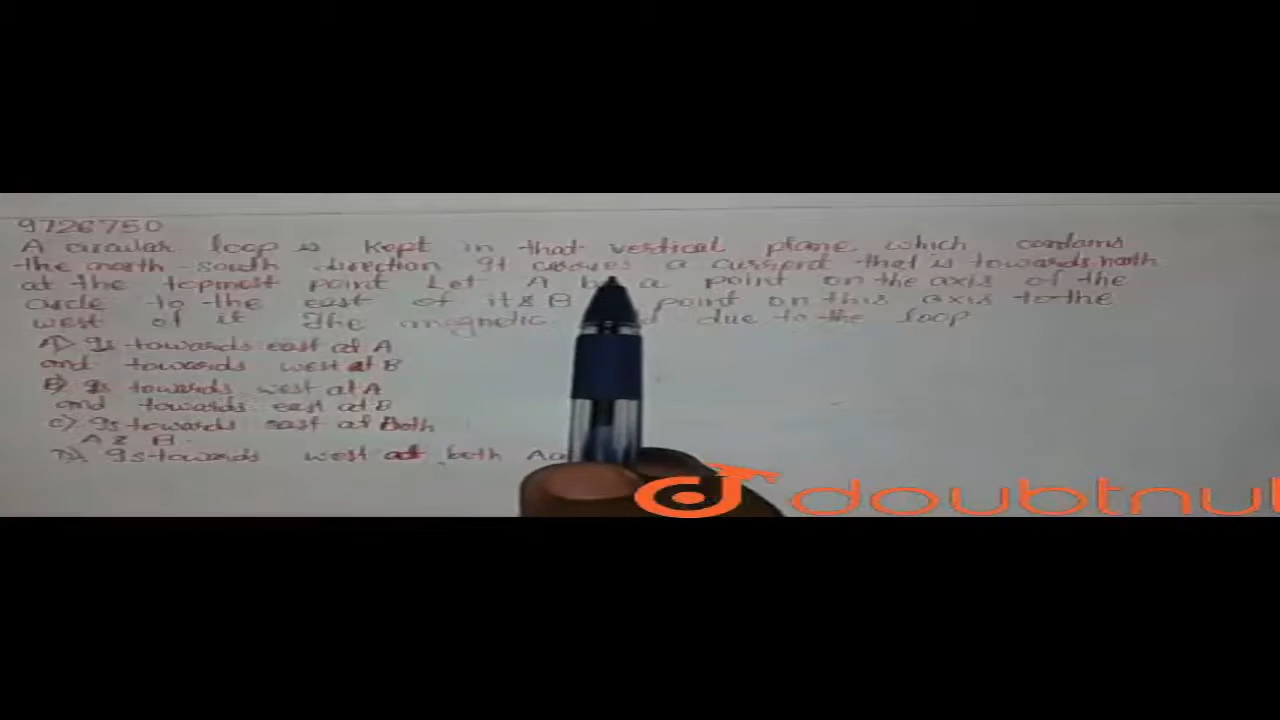 9726750
A circular loop is kept in that vertical plane which contains
the north - south direction It carries a current that is towards north
at the topmost point Let A be a point on the axis of the
circle to the east of it & B point on this axis to the
west of it The magnetic due to the loop
A) Is towards east at A
and towards west at B
B) Is towards west at A
and towards east at B
C) Is towards east at Both
A & B
D) Is towards west at both
doubtnut